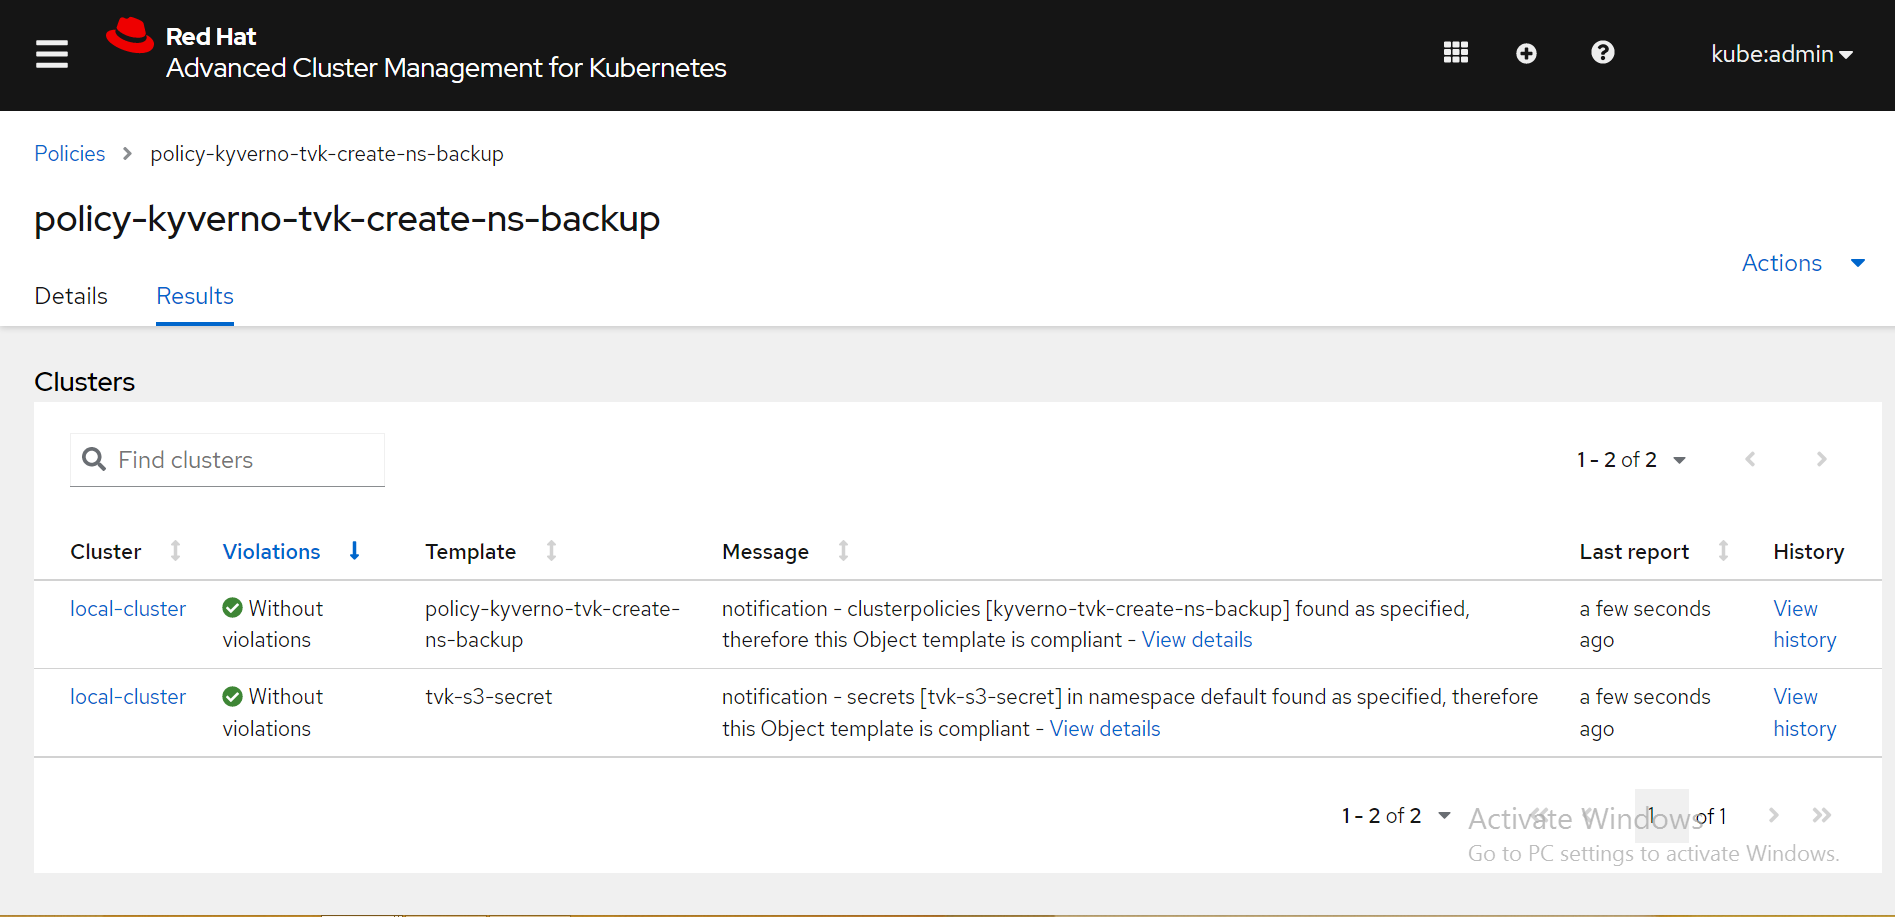 Red Hat
Advanced Cluster Management for Kubernetes
kube:admin
Policies > policy-kyverno-tvk-create-ns-backup
policy-kyverno-tvk-create-ns-backup
Actions
Details Results
Clusters
Find clusters
1 - 2 of 2
Cluster Violations Template Message Last report History
local-cluster Without violations policy-kyverno-tvk-create-ns-backup notification - clusterpolicies [kyverno-tvk-create-ns-backup] found as specified, therefore this Object template is compliant - View details a few seconds ago View history
local-cluster Without violations tvk-s3-secret notification - secrets [tvk-s3-secret] in namespace default found as specified, therefore this Object template is compliant - View details a few seconds ago View history
1 - 2 of 2 1 of 1
Activate Windows
Go to PC settings to activate Windows.